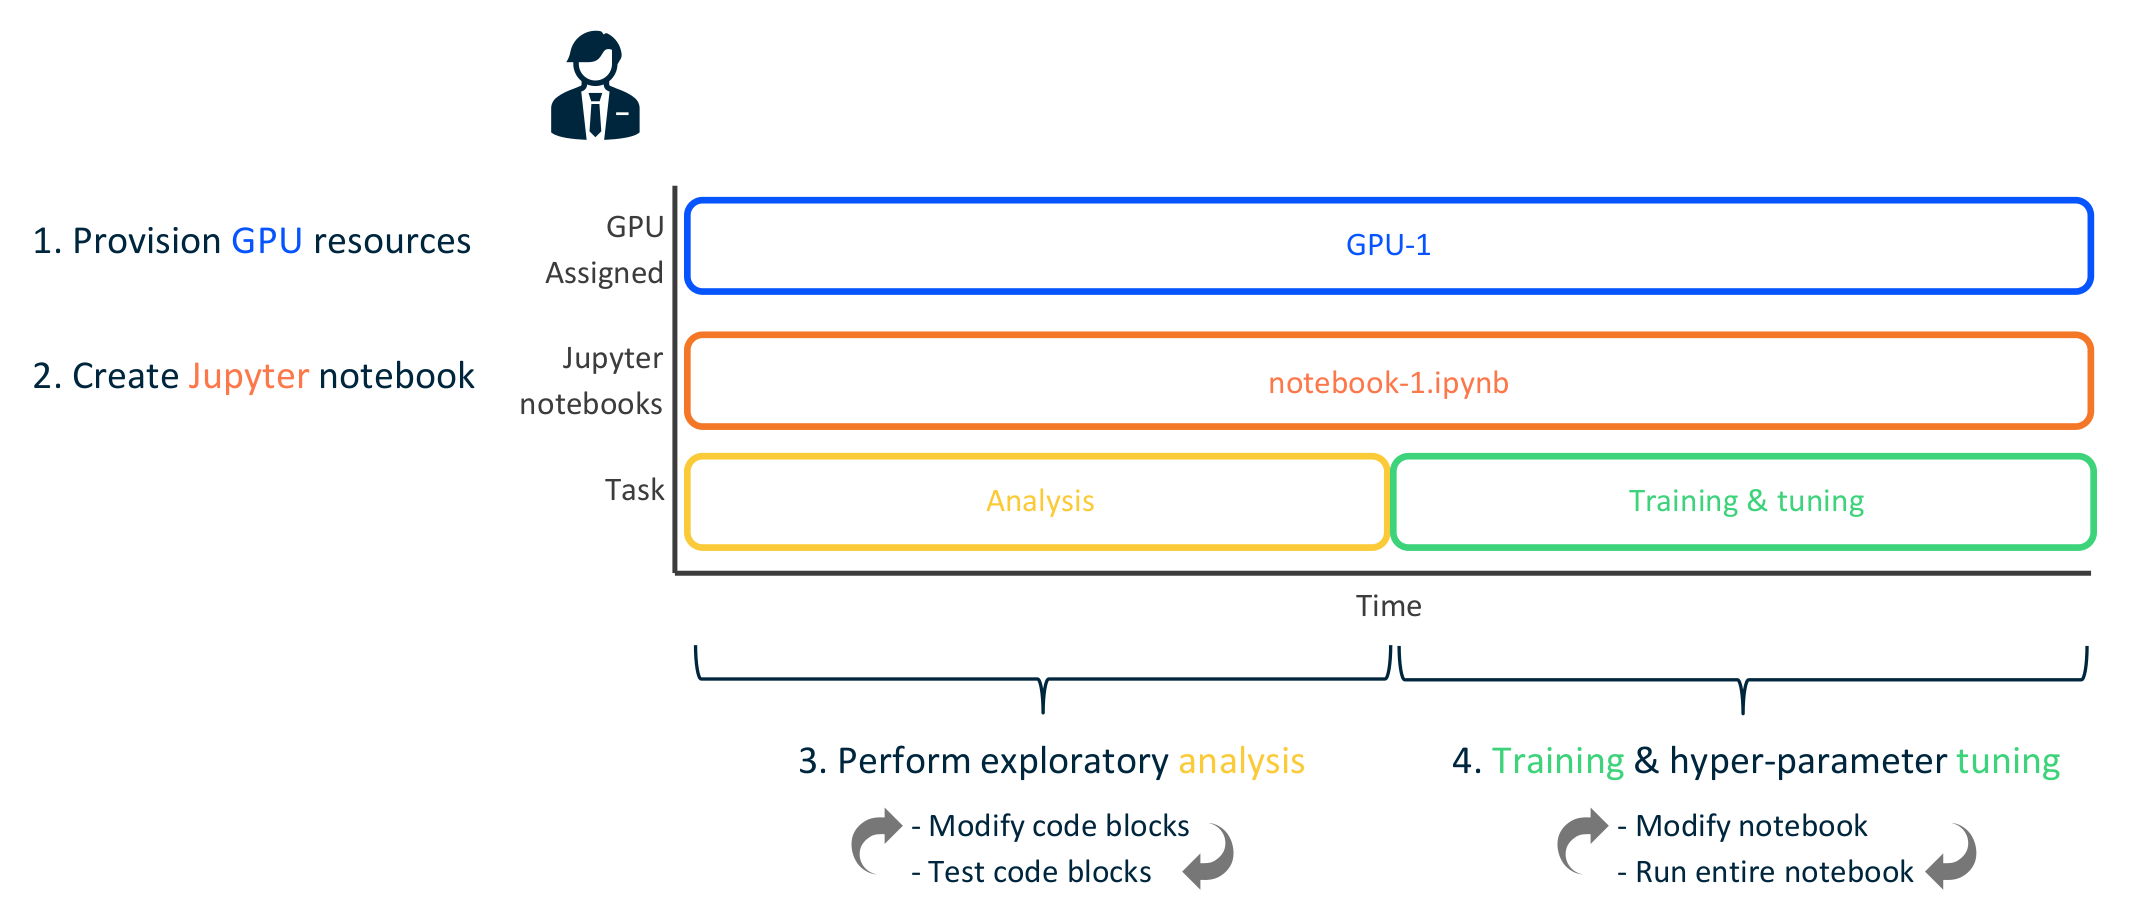 1. Provision GPU resources
GPU
Assigned
GPU-1
2. Create Jupyter notebook
Jupyter
notebooks
notebook-1.ipynb
Task
Analysis
Training & tuning
Time
3. Perform exploratory analysis
- Modify code blocks
- Test code blocks
4. Training & hyper-parameter tuning
- Modify notebook
- Run entire notebook